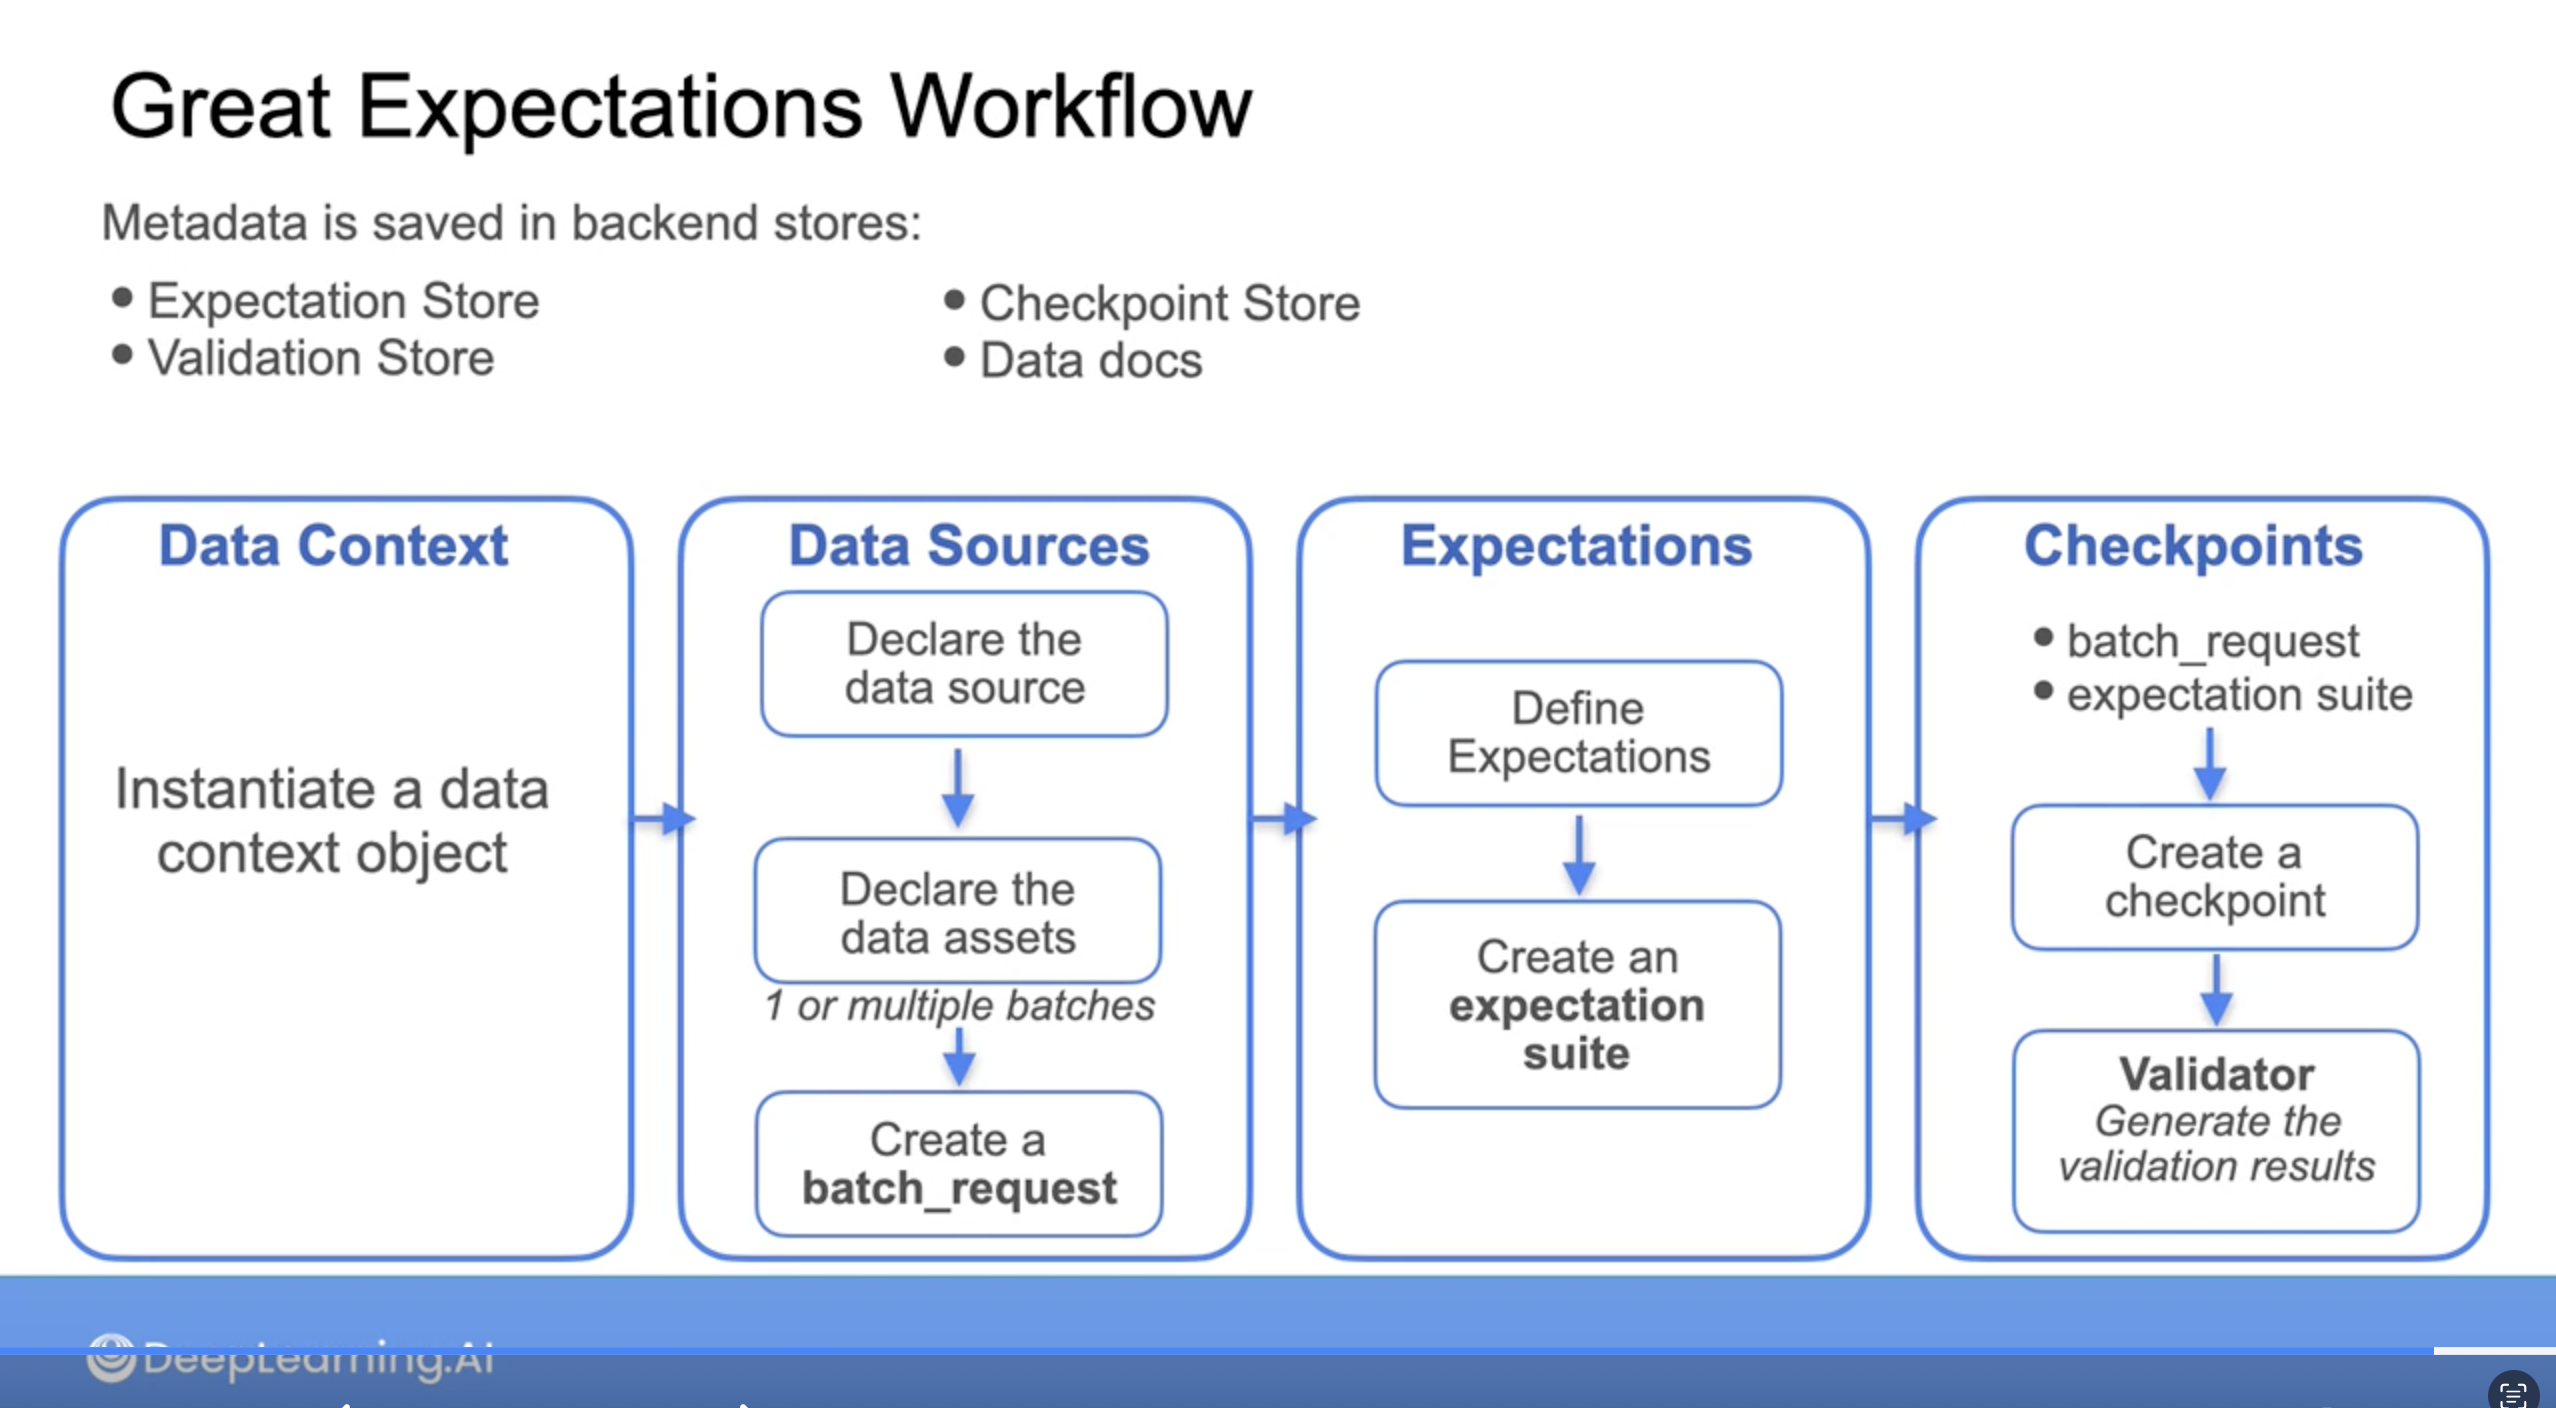 Great Expectations Workflow
Metadata is saved in backend stores:
• Expectation Store
• Validation Store
• Checkpoint Store
• Data docs
Data Context
Instantiate a data
context object
Data Sources
Declare the
data source
Declare the
data assets
1 or multiple batches
Create a
batch_request
Expectations
Define
Expectations
Create an
expectation
suite
Checkpoints
• batch_request
• expectation suite
Create a
checkpoint
Validator
Generate the
validation results
DeepLearning.AI